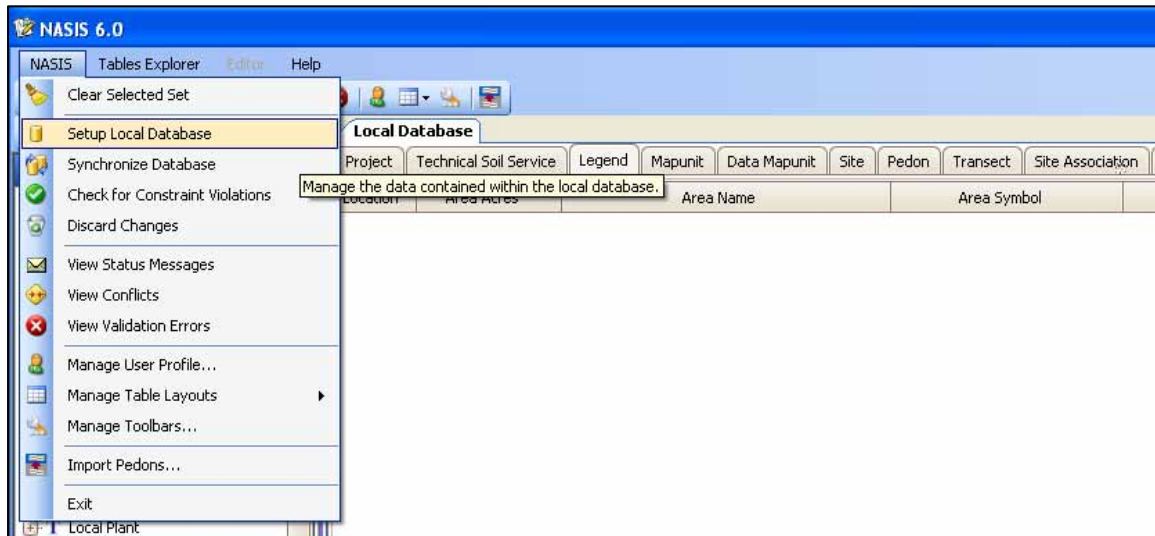 NASIS 6.0
NASIS Tables Explorer Editor Help
Clear Selected Set
Setup Local Database
Synchronize Database
Check for Constraint Violations
Discard Changes
View Status Messages
View Conflicts
View Validation Errors
Manage User Profile...
Manage Table Layouts
Manage Toolbars...
Import Pedons...
Exit
Local Plant
Local Database
Project Technical Soil Service Legend Mapunit Data Mapunit Site Pedon Transect Site Association
Manage the data contained within the local database.
Location Area Acres Area Name Area Symbol